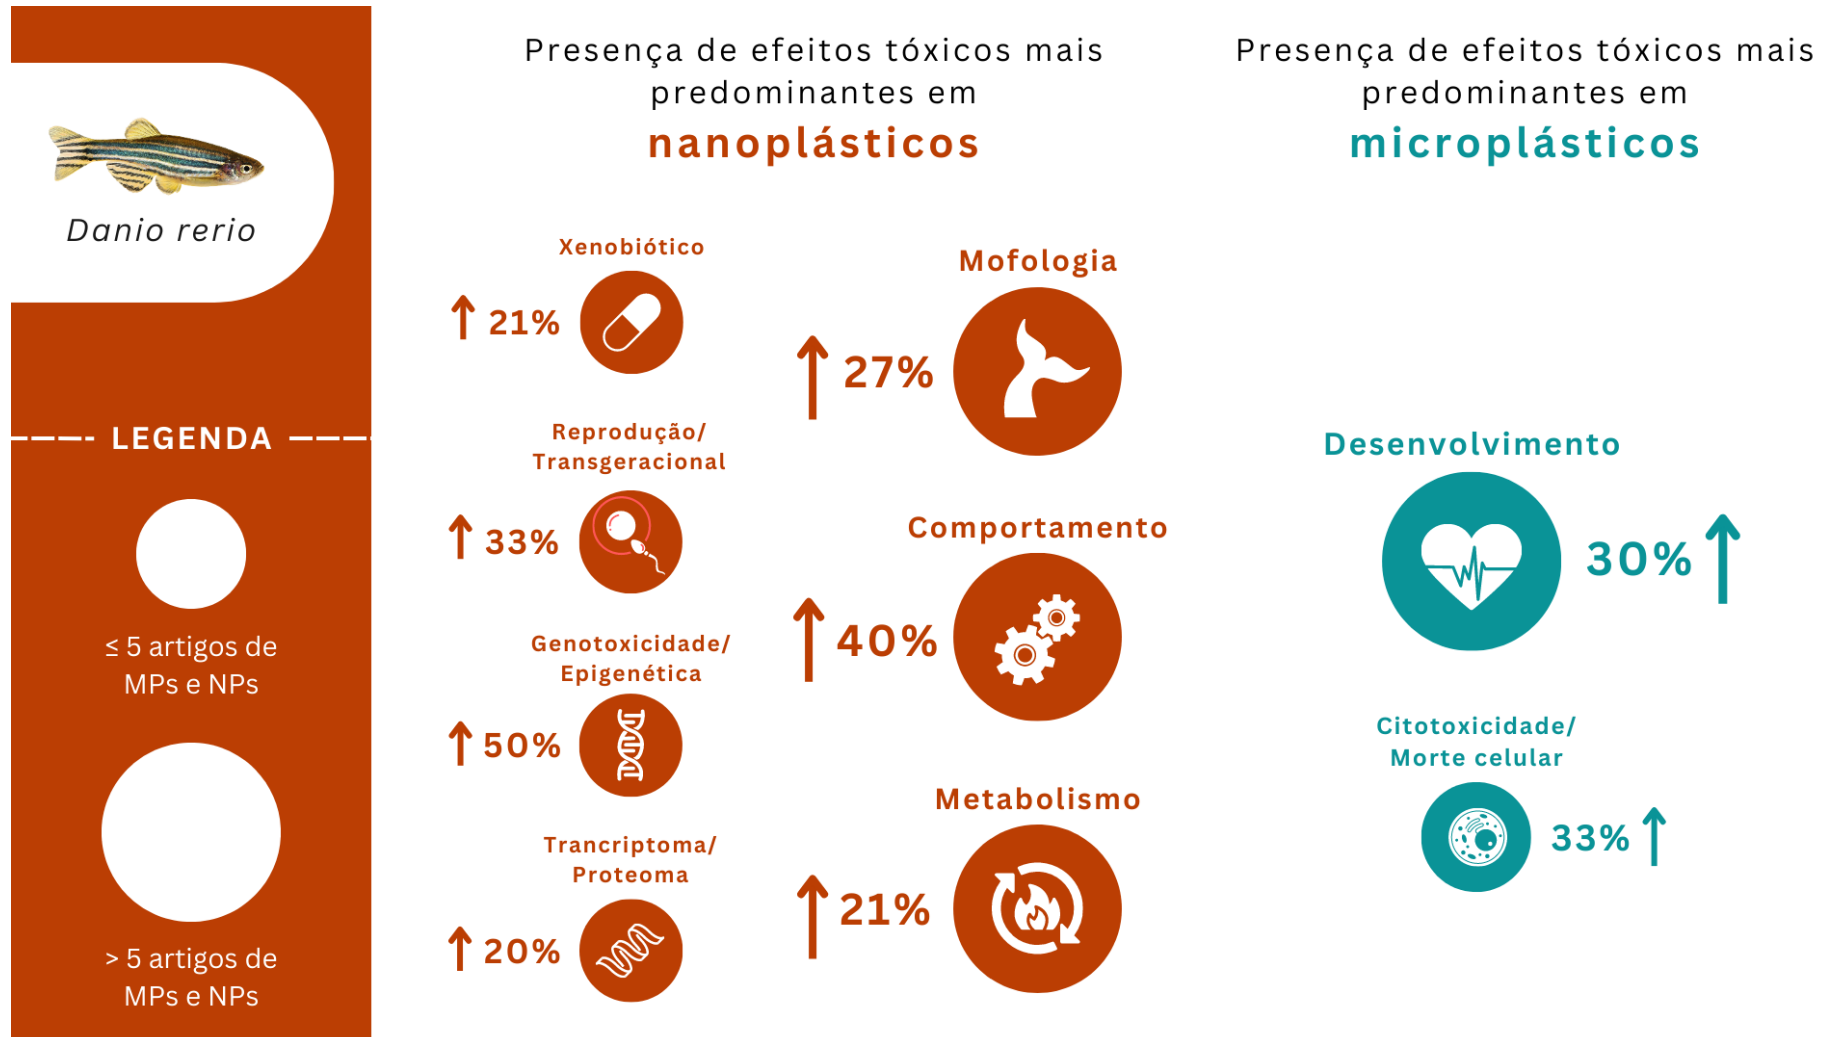 Danio rerio
LEGENDA
≤ 5 artigos de
MPs e NPs
> 5 artigos de
MPs e NPs
Presença de efeitos tóxicos mais
predominantes em
nanoplásticos
Xenobiótico
↑ 21%
Reprodução/
Transgeracional
↑ 33%
Genotoxicidade/
Epigenética
↑ 50%
Trancriptoma/
Proteoma
↑ 20%
Mofologia
↑ 27%
Comportamento
↑ 40%
Metabolismo
↑ 21%
Presença de efeitos tóxicos mais
predominantes em
microplásticos
Desenvolvimento
30% ↑
Citotoxicidade/
Morte celular
33% ↑